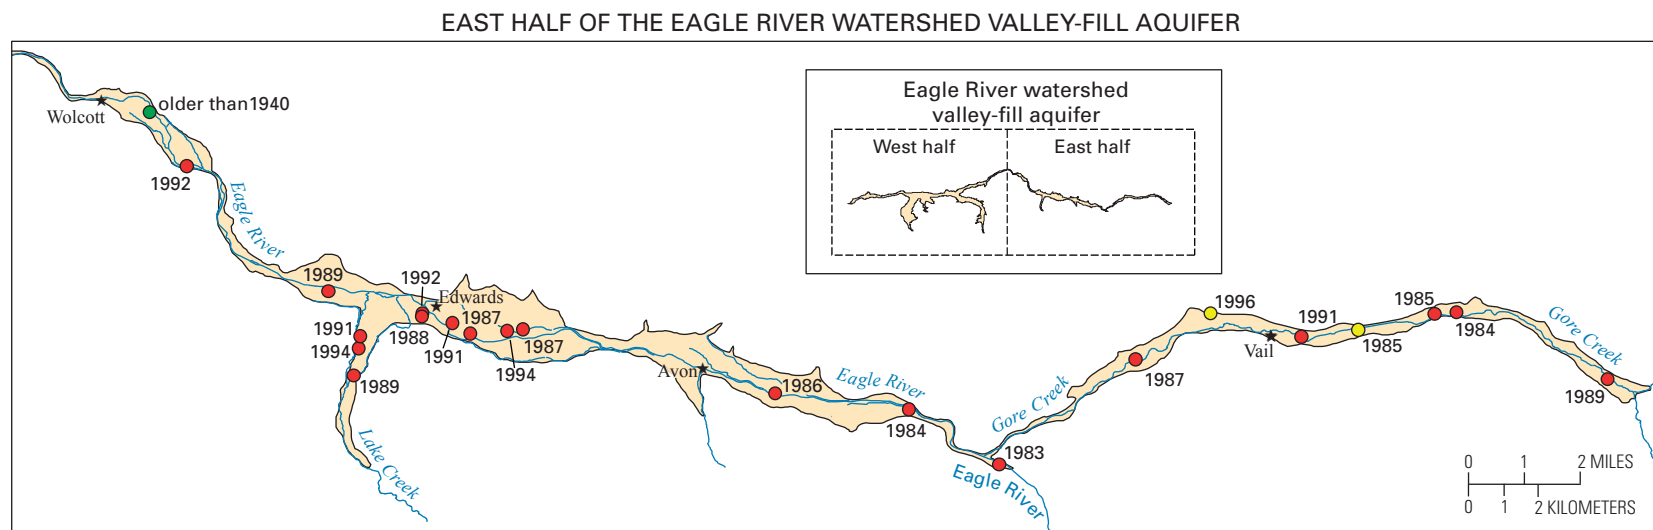 EAST HALF OF THE EAGLE RIVER WATERSHED VALLEY-FILL AQUIFER
Eagle River watershed
valley-fill aquifer
West half
East half
older than1940
Wolcott
1992
Eagle River
1989
1992
Edwards
1987
1991
1988
1991
1994
1987
1994
1989
Lake Creek
Avon
1986
Eagle River
1984
1983
Eagle River
Gore Creek
1987
1996
Vail
1991
1985
1985
1984
Gore Creek
1989
0 1 2 MILES
0 1 2 KILOMETERS